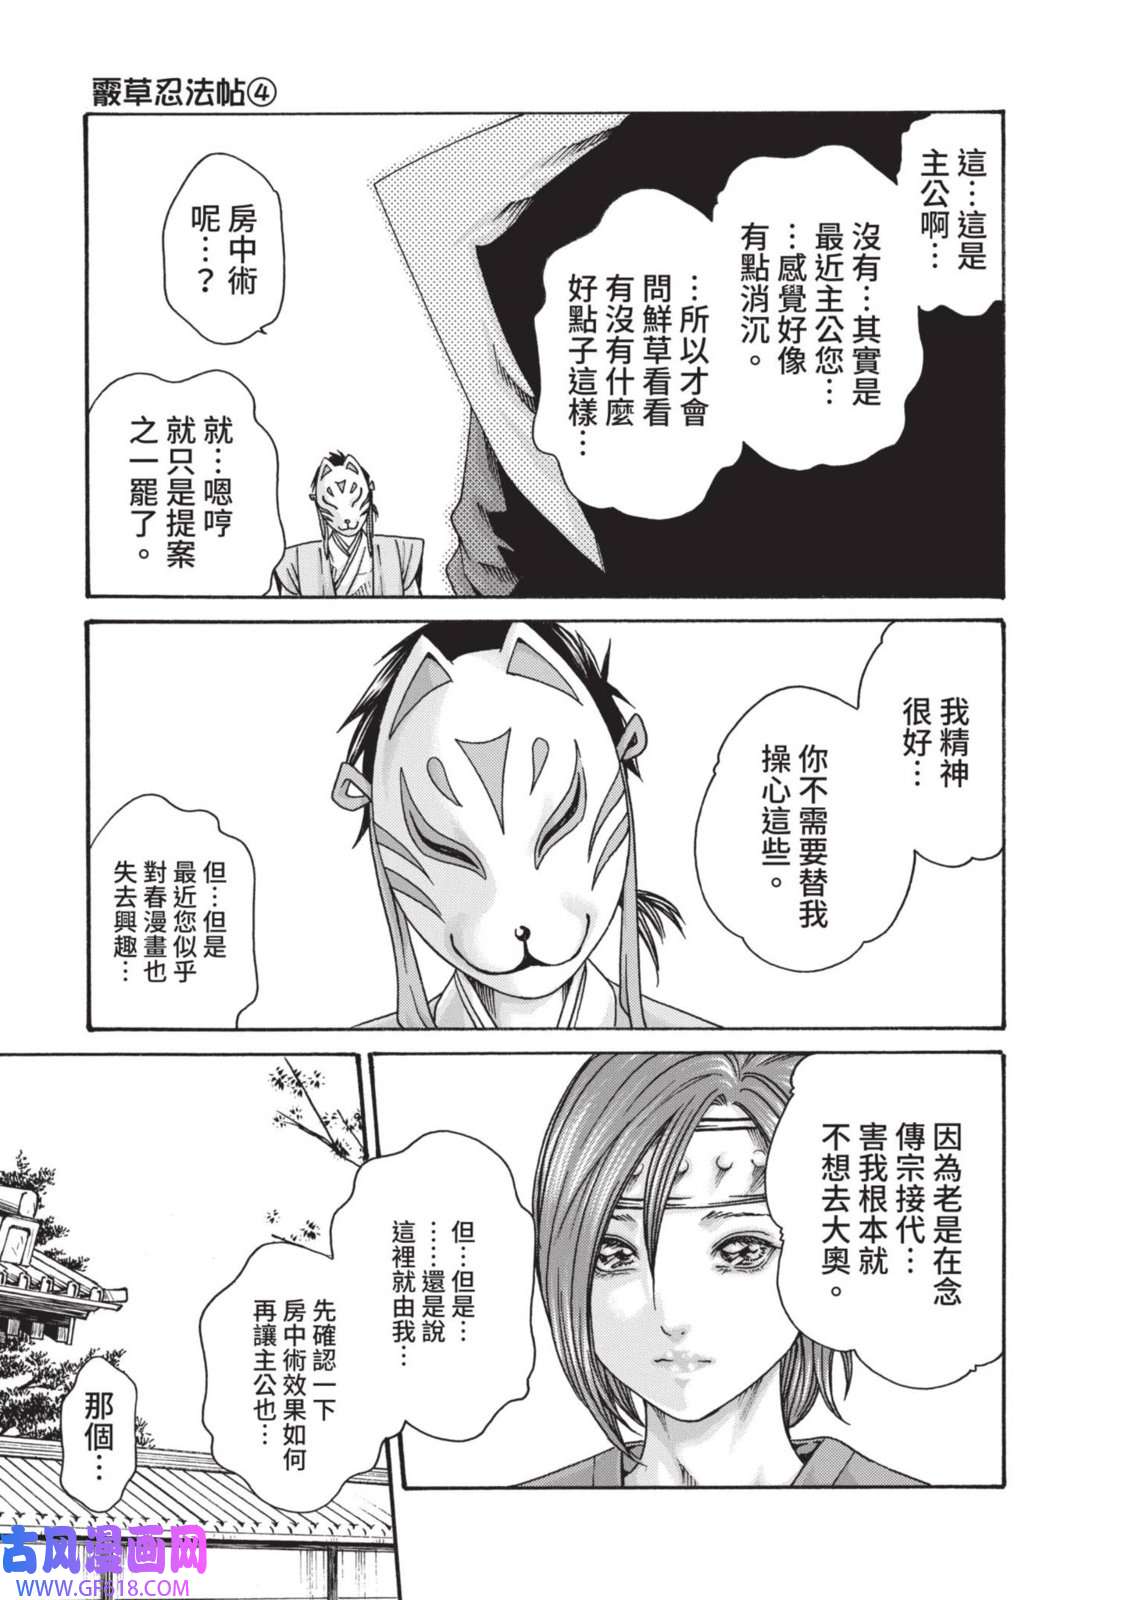 霰草忍法帖④
這…這是
主公啊…
沒有…其實是
最近主公您…
…感覺好像
有點消沉。
…所以才會
問鮮草看看
有沒有什麼
好點子這樣…
房中術
呢…？
就…嗯哼
就只是提案
之一罷了。
我精神
很好…
你不需要替我
操心這些。
但…但是
最近您似乎
對春漫畫也
失去興趣…
因為老是在念
傳宗接代…
害我根本就
不想去大奧。
但…但是…
……還是說
這裡就由我…
先確認一下
房中術效果如何
再讓主公也…
那個…
古风漫画网
WWW.GF818.COM